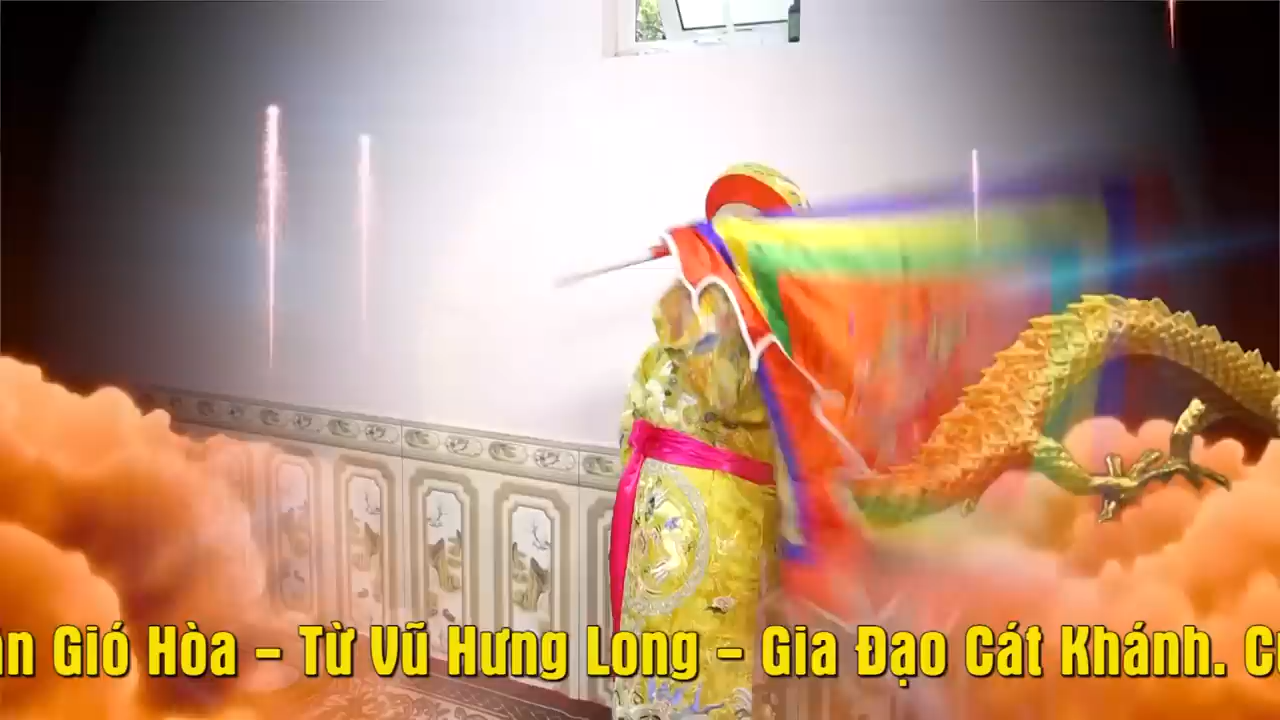 Gió Hòa – Từ Vũ Hưng Long – Gia Đạo Cát Khánh.